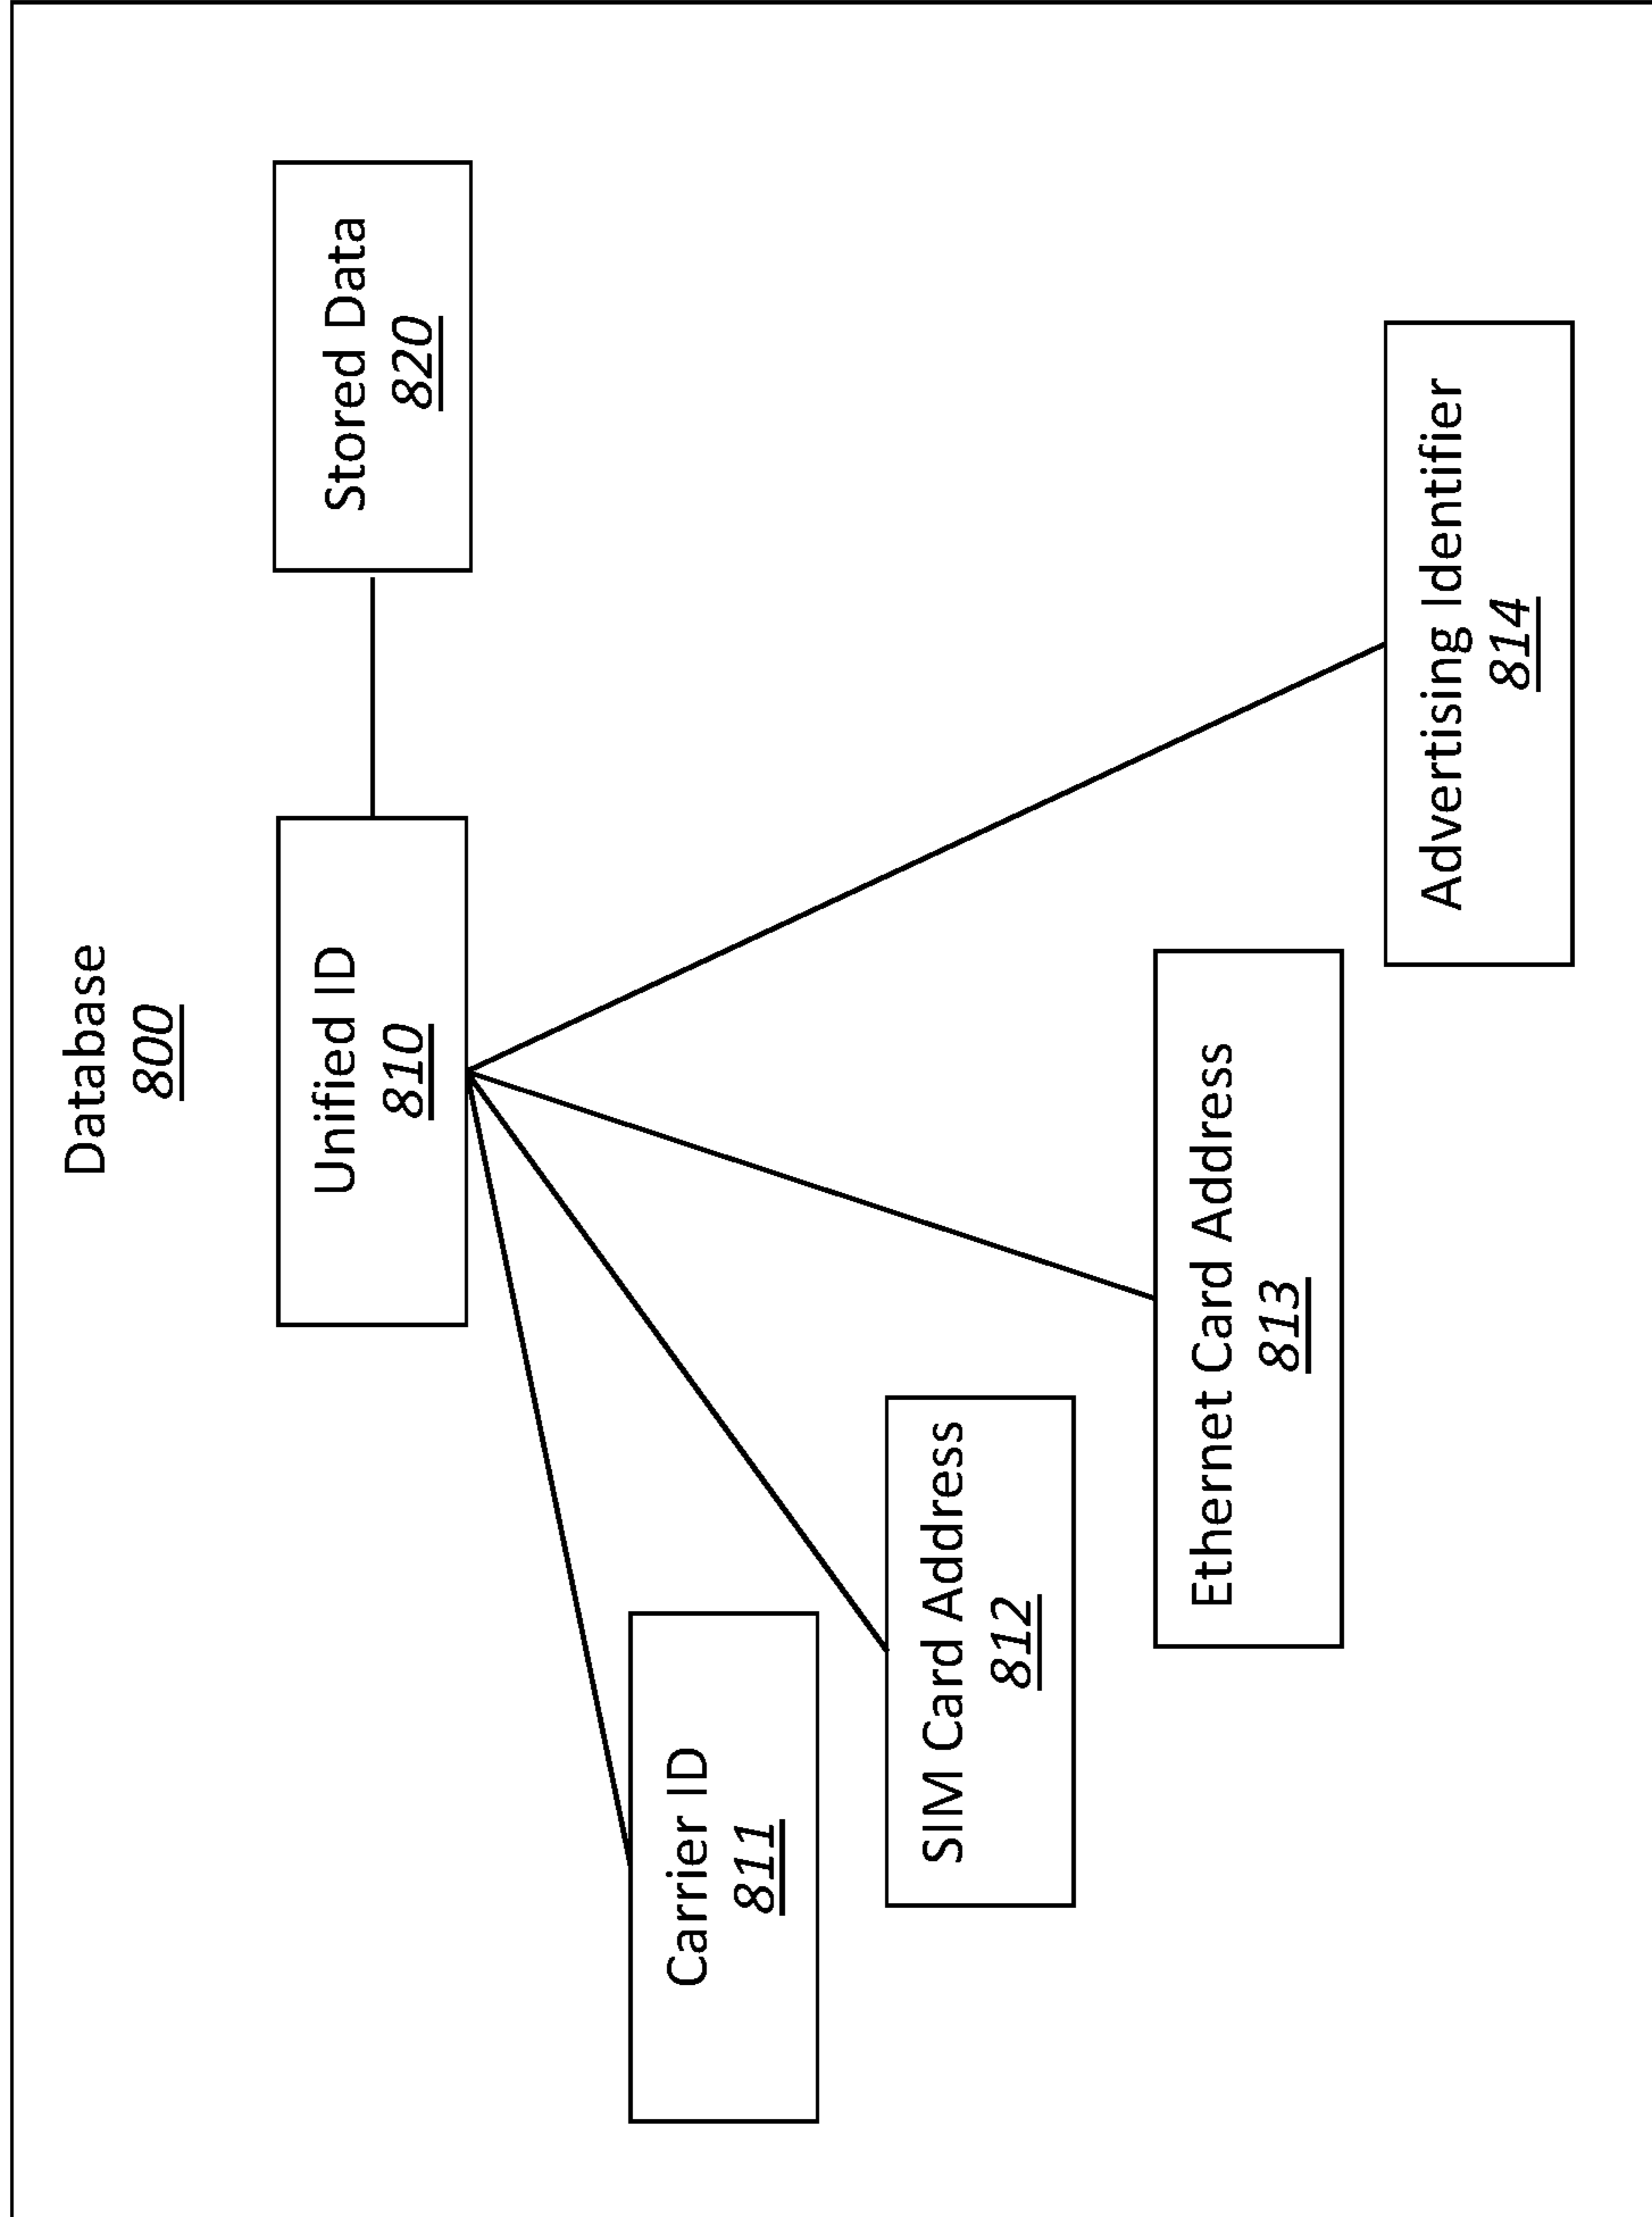 Database
800
Unified ID
810
Stored Data
820
Carrier ID
811
SIM Card Address
812
Ethernet Card Address
813
Advertising Identifier
814